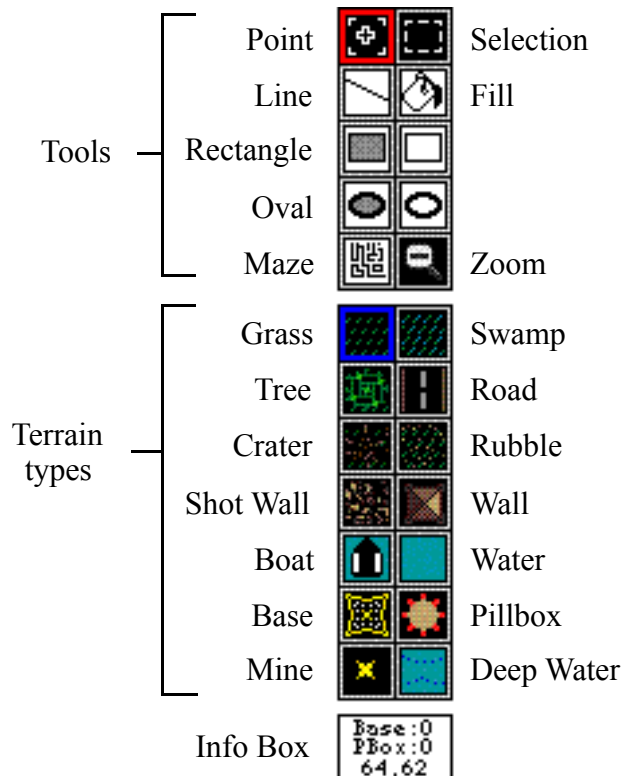 Point Selection
Line Fill
Tools Rectangle
Oval
Maze Zoom
Grass Swamp
Tree Road
Terrain
types
Crater Rubble
Shot Wall Wall
Boat Water
Base Pillbox
Mine Deep Water
Info Box
Base:0
PBox:0
64,62